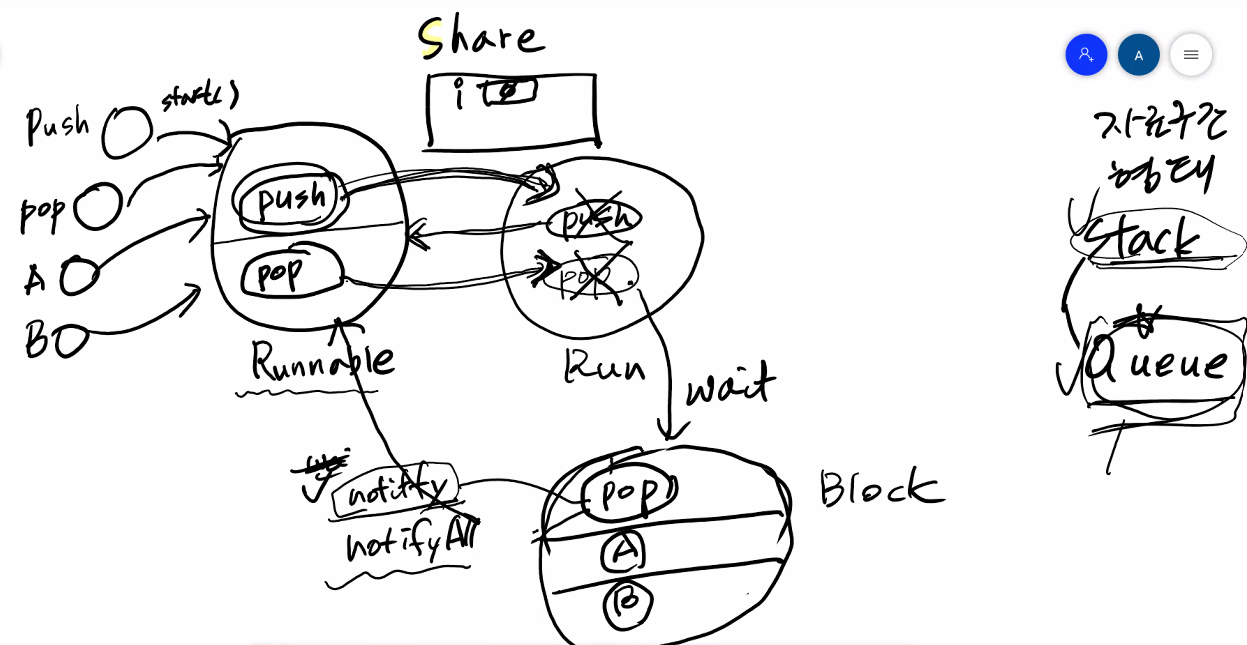 Share
i 0
Push
start()
pop
A
B
push
pop
Runnable
push
pop
Run
wait
notify
notifyAll
pop
A
B
Block
A
자료구조
형태
Stack
Queue